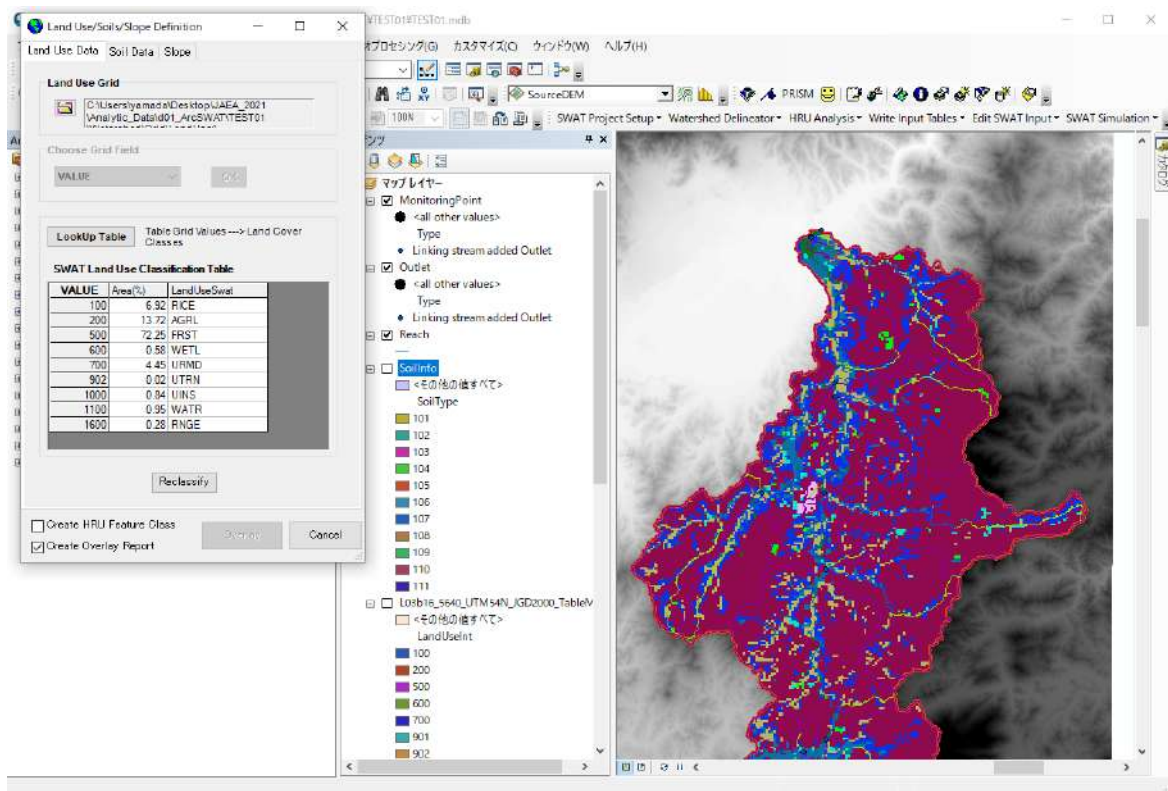 ¥TEST01¥TEST01.mdb
Land Use/Soils/Slope Definition
Land Use Data Soil Data Slope
オプロセシング(G) カスタマイズ(C) ウィンドウ(W) ヘルプ(H)
Land Use Grid
C:\Users\yamada\Desktop\JAEA_2021
\Analytic_Data\d01_ArcSWAT\TEST01
SourceDEM
PRISM
100%
SWAT Project Setup Watershed Delineator HRU Analysis Write Input Tables Edit SWAT Input SWAT Simulation
Choose Grid Field
VALUE
LookUp Table
Table Grid Values ---> Land Cover
Classes
SWAT Land Use Classification Table
VALUE Area(%) LandUseSwat
100 6.92 RICE
200 13.72 AGRL
500 72.25 FRST
600 0.58 WETL
700 4.45 URMD
902 0.02 UTRN
1000 0.84 UINS
1100 0.95 WATR
1600 0.28 RNGE
Reclassify
Create HRU Feature Class
Create Overlay Report
Cancel
マップ レイヤー
MonitoringPoint
<all other values>
Type
Linking stream added Outlet
Outlet
<all other values>
Type
Linking stream added Outlet
Reach
SoilInfo
<その他の値すべて>
SoilType
101
102
103
104
105
106
107
108
109
110
111
L03b16_5640_UTM54N_JGD2000_TableV
<その他の値すべて>
LandUseInt
100
200
500
600
700
901
902
カタログ